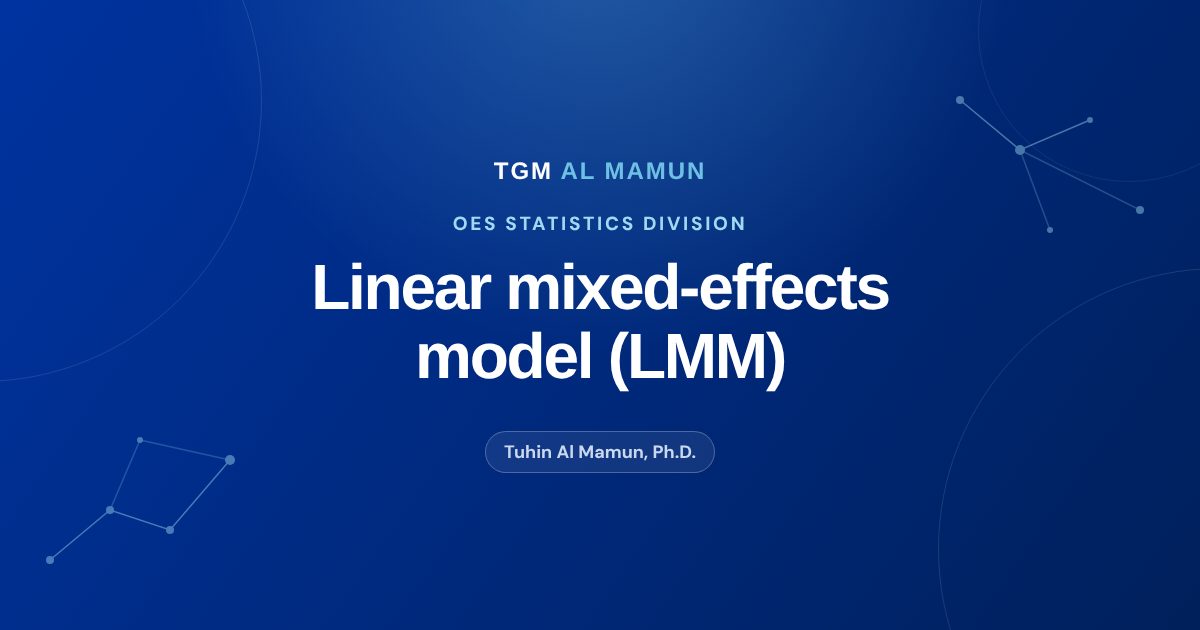 TGM AL MAMUN
OES STATISTICS DIVISION
Linear mixed-effects
model (LMM)
Tuhin Al Mamun, Ph.D.